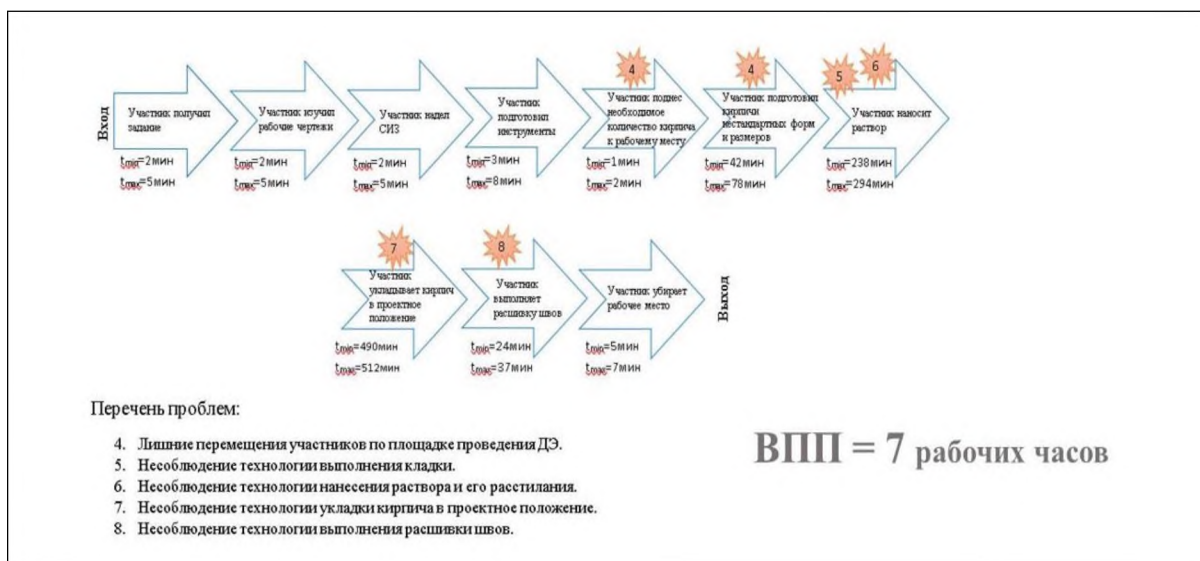 Вход
Участник получил
задание
tmin=2мин
tmax=5мин
Участник изучил
рабочие чертежи
tmin=2мин
tmax=5мин
Участник надел
СИЗ
tmin=2мин
tmax=5мин
Участник
подготовил
инструменты
tmin=3мин
tmax=8мин
4
Участник поднес
необходимое
количество кирпича
к рабочему месту
tmin=1мин
tmax=2мин
4
Участник подготовил
кирпичи
нестандартных форм
и размеров
tmin=42мин
tmax=78мин
5
6
Участник наносит
раствор
tmin=238мин
tmax=294мин
7
Участник
укладывает кирпич
в проектное
положение
tmin=490мин
tmax=512мин
8
Участник
выполняет
расшивку швов
tmin=24мин
tmax=37мин
Участник убирает
рабочее место
tmin=5мин
tmax=7мин
Выход
Перечень проблем:
4. Лишние перемещения участников по площадке проведения ДЭ.
5. Несоблюдение технологии выполнения кладки.
6. Несоблюдение технологии нанесения раствора и его расстилания.
7. Несоблюдение технологии укладки кирпича в проектное положение.
8. Несоблюдение технологии выполнения расшивки швов.
ВПП = 7 рабочих часов